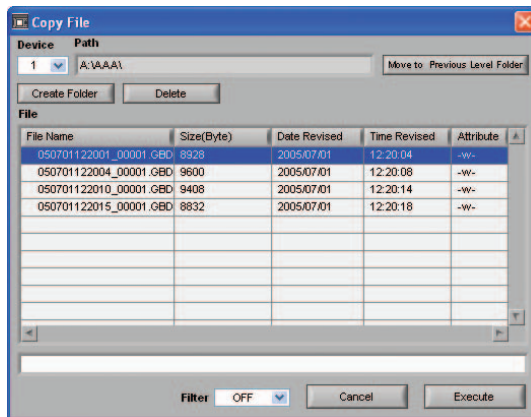 Copy File
Device Path
1 A:\AAA\ Move to Previous Level Folder
Create Folder Delete
File
File Name Size(Byte) Date Revised Time Revised Attribute
050701122001_00001.GBD 8928 2005/07/01 12:20:04 -w-
050701122004_00001.GBD 9600 2005/07/01 12:20:08 -w-
050701122010_00001.GBD 9408 2005/07/01 12:20:14 -w-
050701122015_00001.GBD 8832 2005/07/01 12:20:18 -w-
Filter OFF Cancel Execute